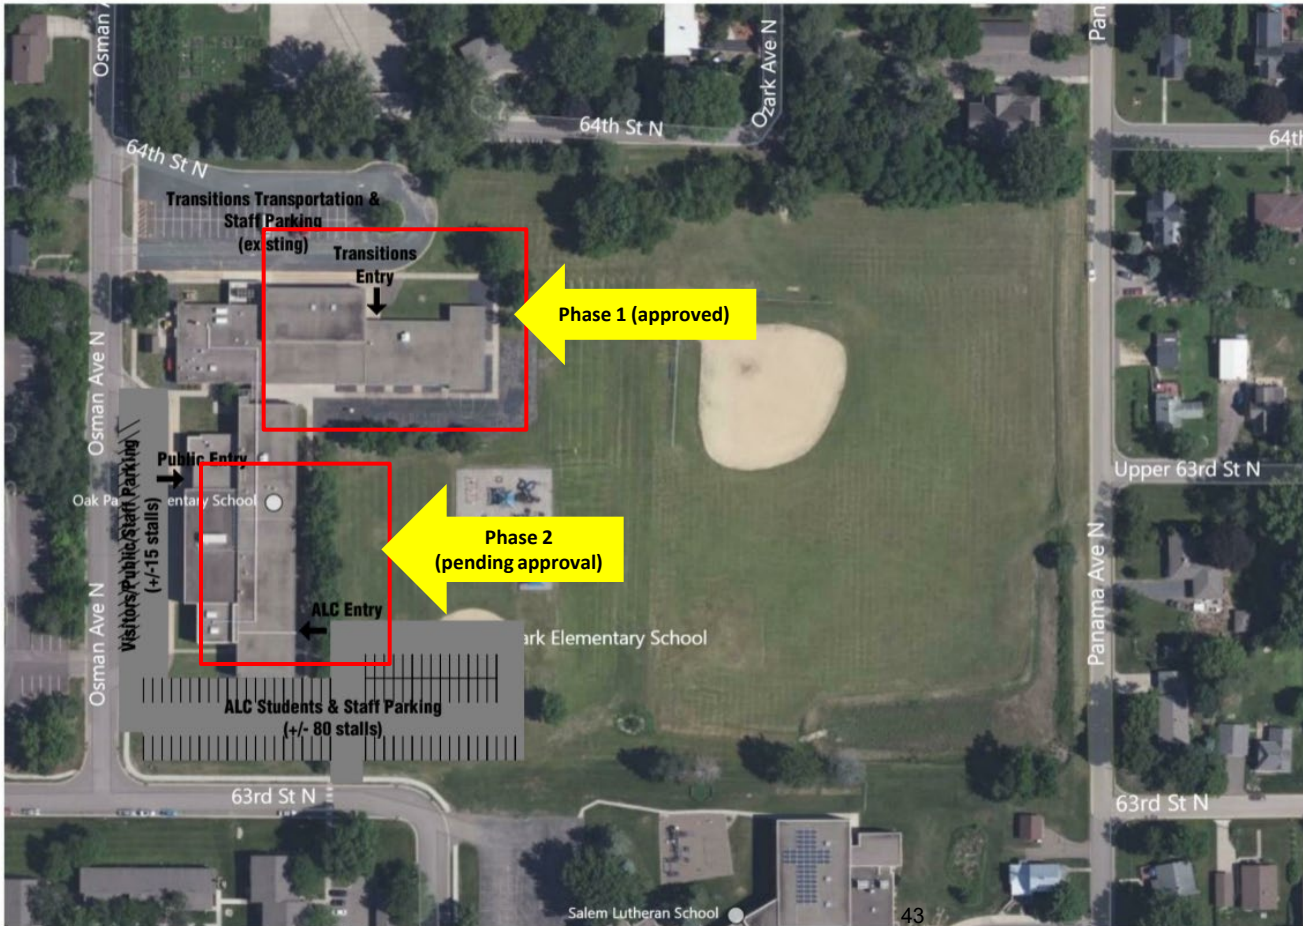 Osman A
Ozark Ave N
Pan
64th St N
64th
64th St N
Transitions Transportation &
Staff Parking
(existing)
Transitions
Entry
Phase 1 (approved)
Osman Ave N
Public Entry
Visitors/Public/Staff Parking
(+/-15 stalls)
Oak Pa
entary School
Upper 63rd St N
Phase 2
(pending approval)
Panama Ave N
Osman Ave N
ALC Entry
ark Elementary School
ALC Students & Staff Parking
(+/- 80 stalls)
63rd St N
63rd St N
Salem Lutheran School
43